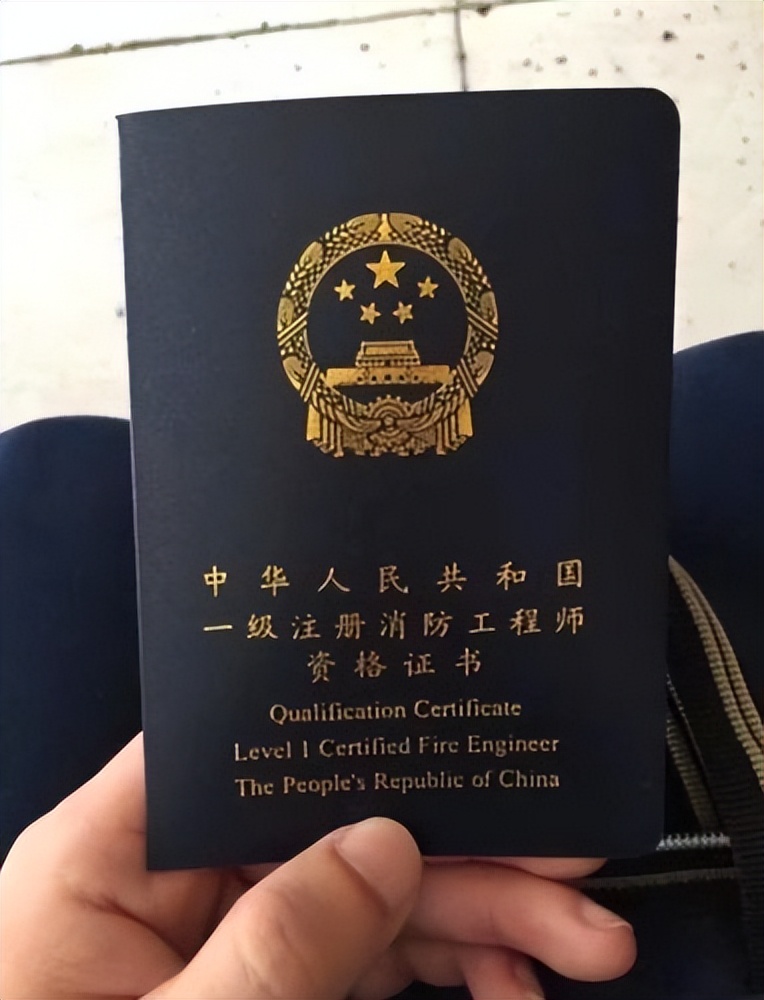 中华人民共和国
一级注册消防工程师
资格证书
Qualification Certificate
Level 1 Certified Fire Engineer
The People's Republic of China